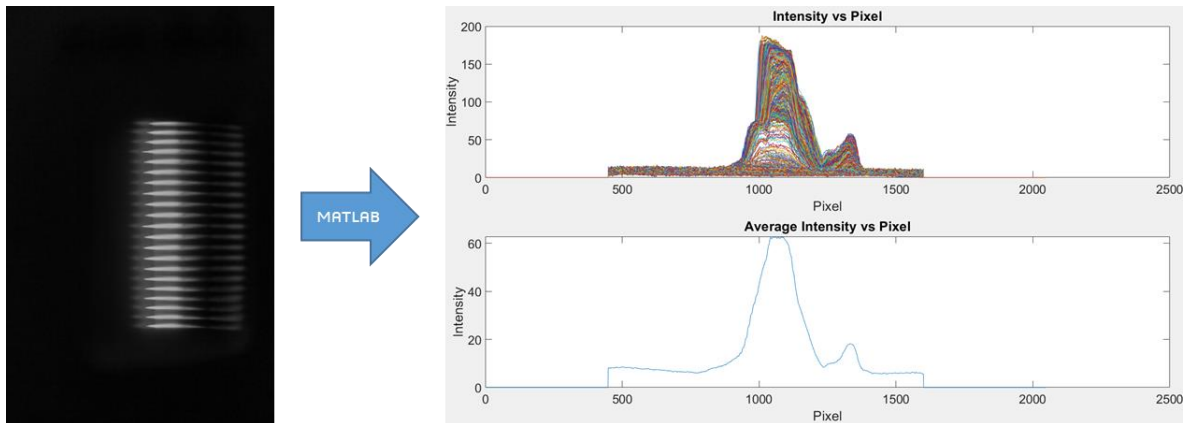 MATLAB
Intensity vs Pixel
Intensity
200
150
100
50
0
0 500 1000 1500 2000 2500
Pixel
Average Intensity vs Pixel
Intensity
60
40
20
0
0 500 1000 1500 2000 2500
Pixel